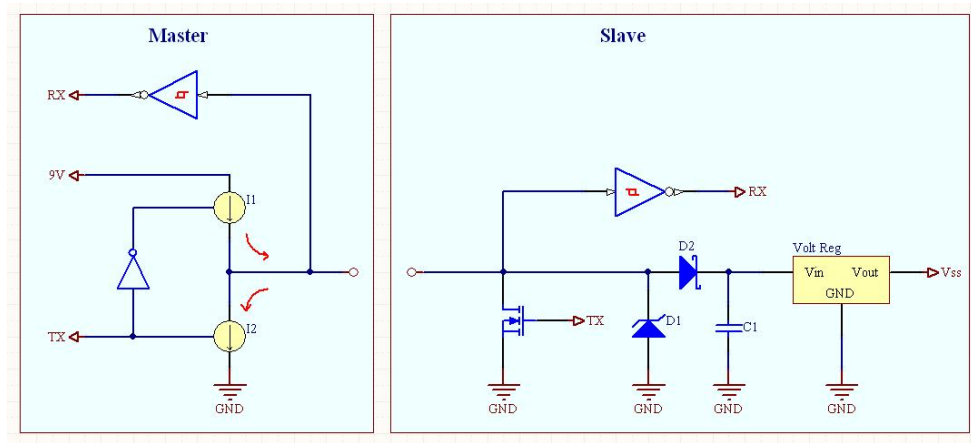 Master
RX
9V
I1
TX
I2
GND
Slave
RX
D2
Volt Reg
Vin Vout
GND
Vss
TX
D1
C1
GND
GND
GND
GND